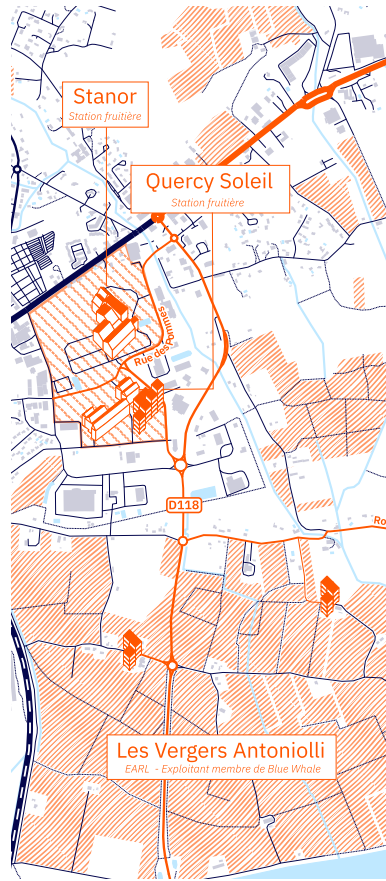 Stanor
Station fruitière
Quercy Soleil
Station fruitière
Rue des Pommes
D118
Ro
Les Vergers Antoniolli
EARL - Exploitant membre de Blue Whale